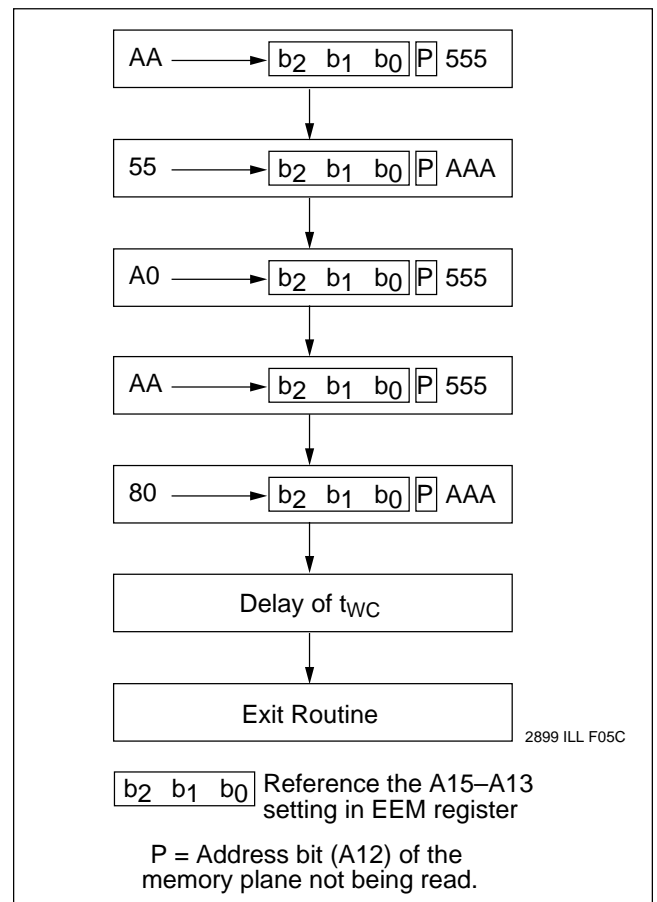 AA b2 b1 b0 P 555
55 b2 b1 b0 P AAA
A0 b2 b1 b0 P 555
AA b2 b1 b0 P 555
80 b2 b1 b0 P AAA
Delay of tWC
Exit Routine
2899 ILL F05C
b2 b1 b0 Reference the A15–A13
setting in EEM register
P = Address bit (A12) of the
memory plane not being read.